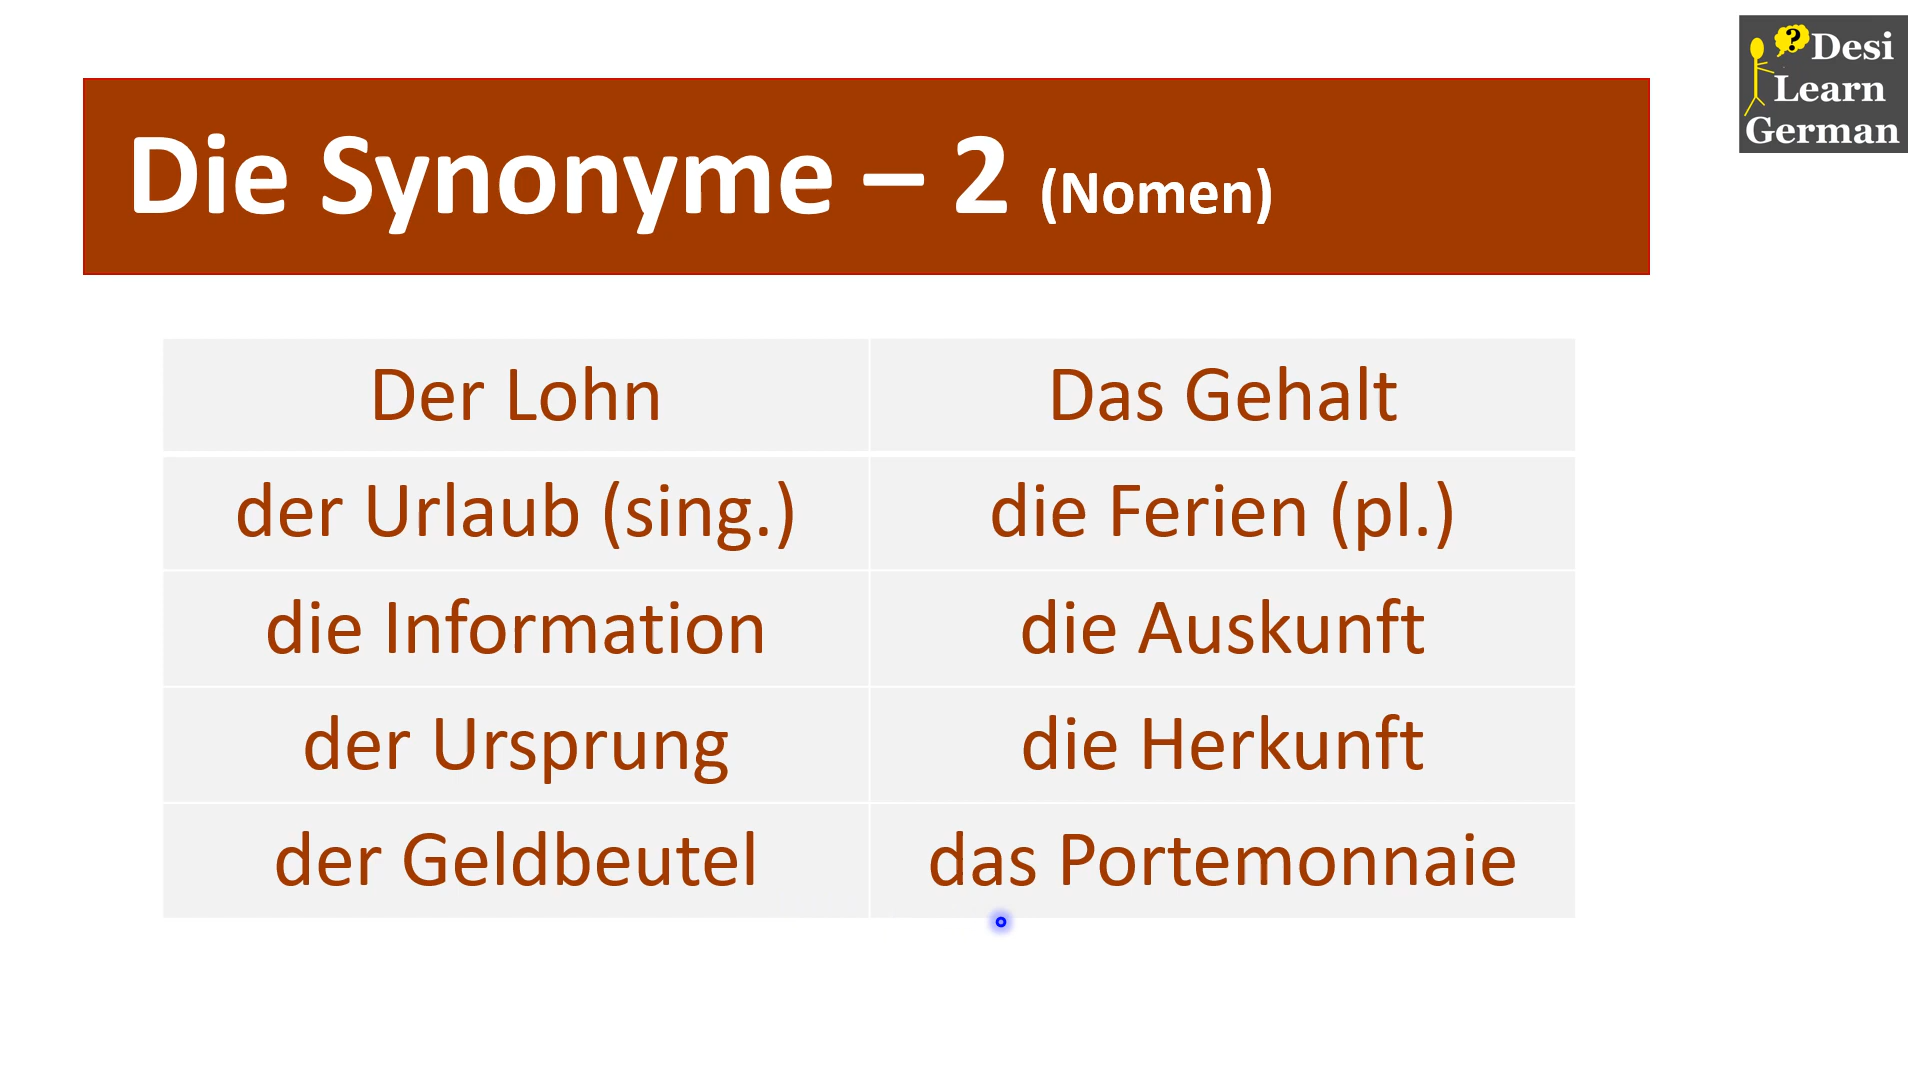 ?
Desi
Learn
German
Die Synonyme – 2 (Nomen)
Der Lohn Das Gehalt
der Urlaub (sing.) die Ferien (pl.)
die Information die Auskunft
der Ursprung die Herkunft
der Geldbeutel das Portemonnaie